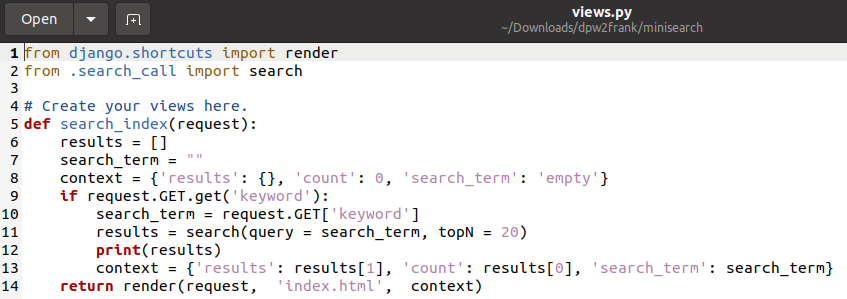 Open
views.py
~/Downloads/dpw2frank/minisearch
1 from django.shortcuts import render
2 from .search_call import search
3
4 # Create your views here.
5 def search_index(request):
6     results = []
7     search_term = ""
8     context = {'results': {}, 'count': 0, 'search_term': 'empty'}
9     if request.GET.get('keyword'):
10         search_term = request.GET['keyword']
11         results = search(query = search_term, topN = 20)
12         print(results)
13         context = {'results': results[1], 'count': results[0], 'search_term': search_term}
14     return render(request,  'index.html',  context)